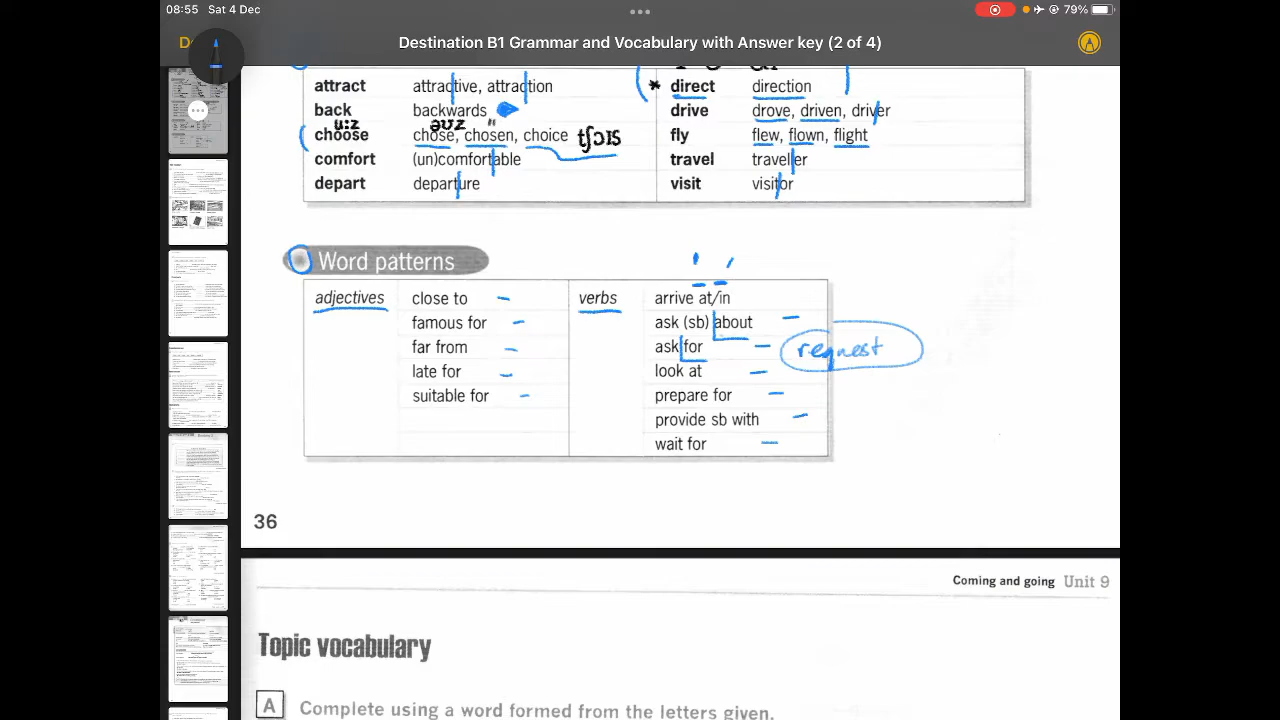 08:55 Sat 4 Dec
79%
Destination B1 Grammar and Vocabulary with Answer key (2 of 4)
attract attractive, attraction * direct direction
back backwards drive drove, driven, driver
choose chose, chosen, choice tʃɔɪs fly flew, flown, flight
comfort (un)comfortable travel traveller
depart departure visit visitor
Word patterns
adjectives close to verbs arrive at/in
famous for ask (sb) about
far from ask for request
late for look at
suitable for prepare for
provide sb with
wait for
36
Coming and going Unit 9
Topic vocabulary
A Complete using a word formed from the letters given.